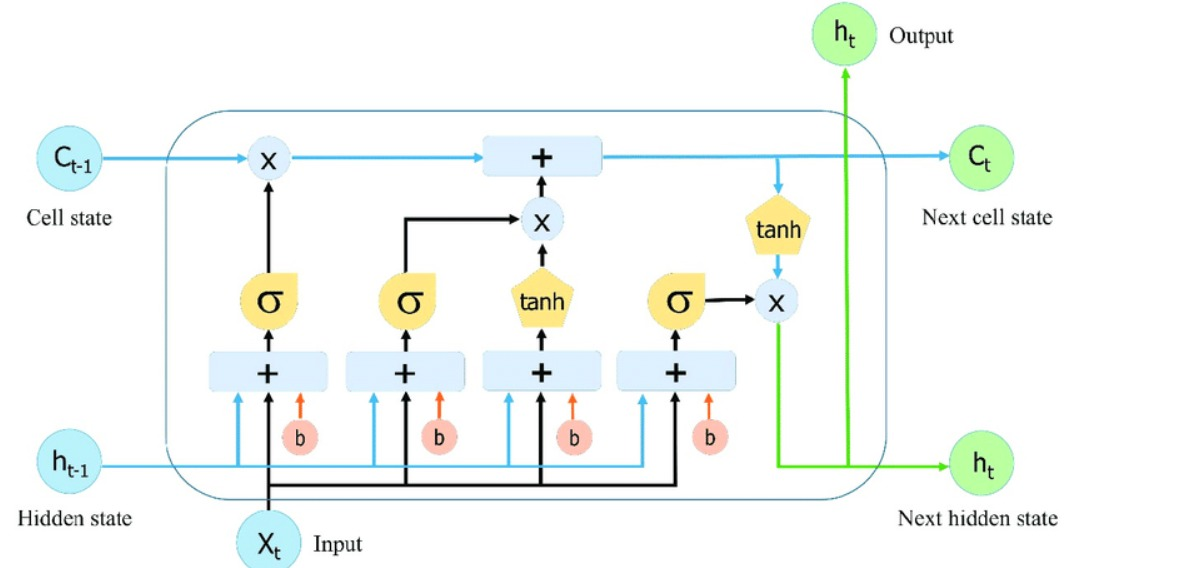 ht
Output
Ct-1
x
+
Ct
Cell state
x
tanh
Next cell state
σ
σ
tanh
σ
x
+
+
+
+
b
b
b
b
ht-1
ht
Hidden state
Next hidden state
Xt
Input